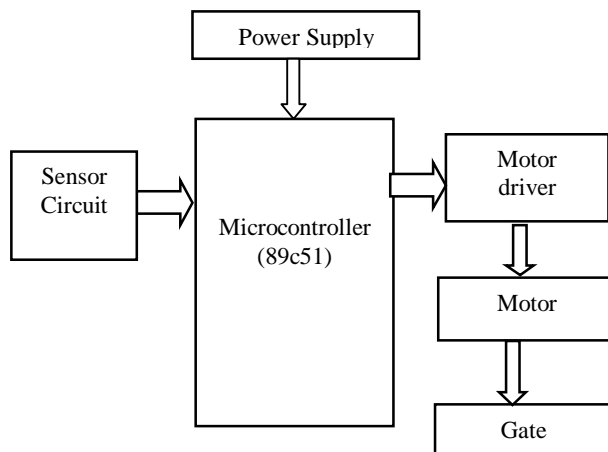 Power Supply
Sensor
Circuit
Microcontroller
(89c51)
Motor
driver
Motor
Gate